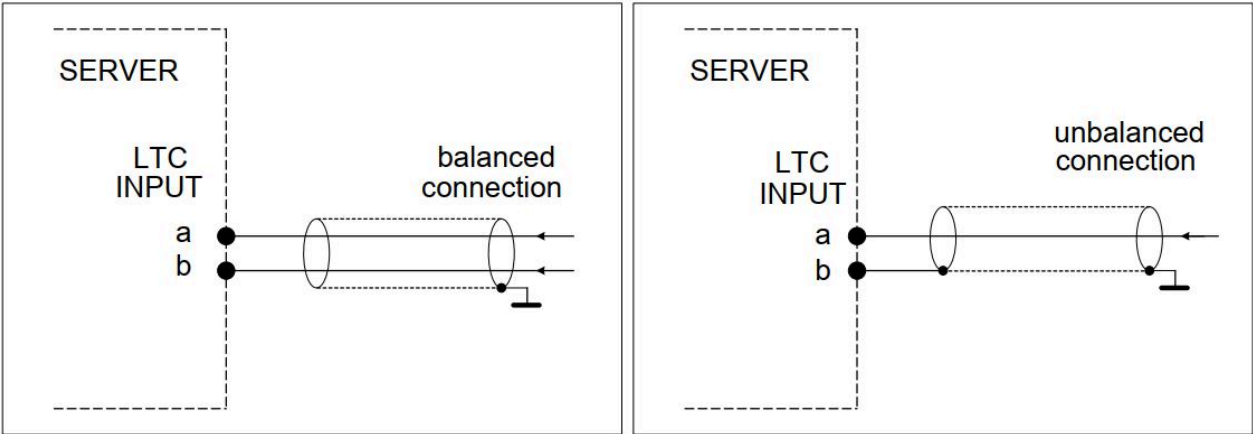 SERVER
LTC
INPUT
a
b
balanced
connection
SERVER
LTC
INPUT
a
b
unbalanced
connection